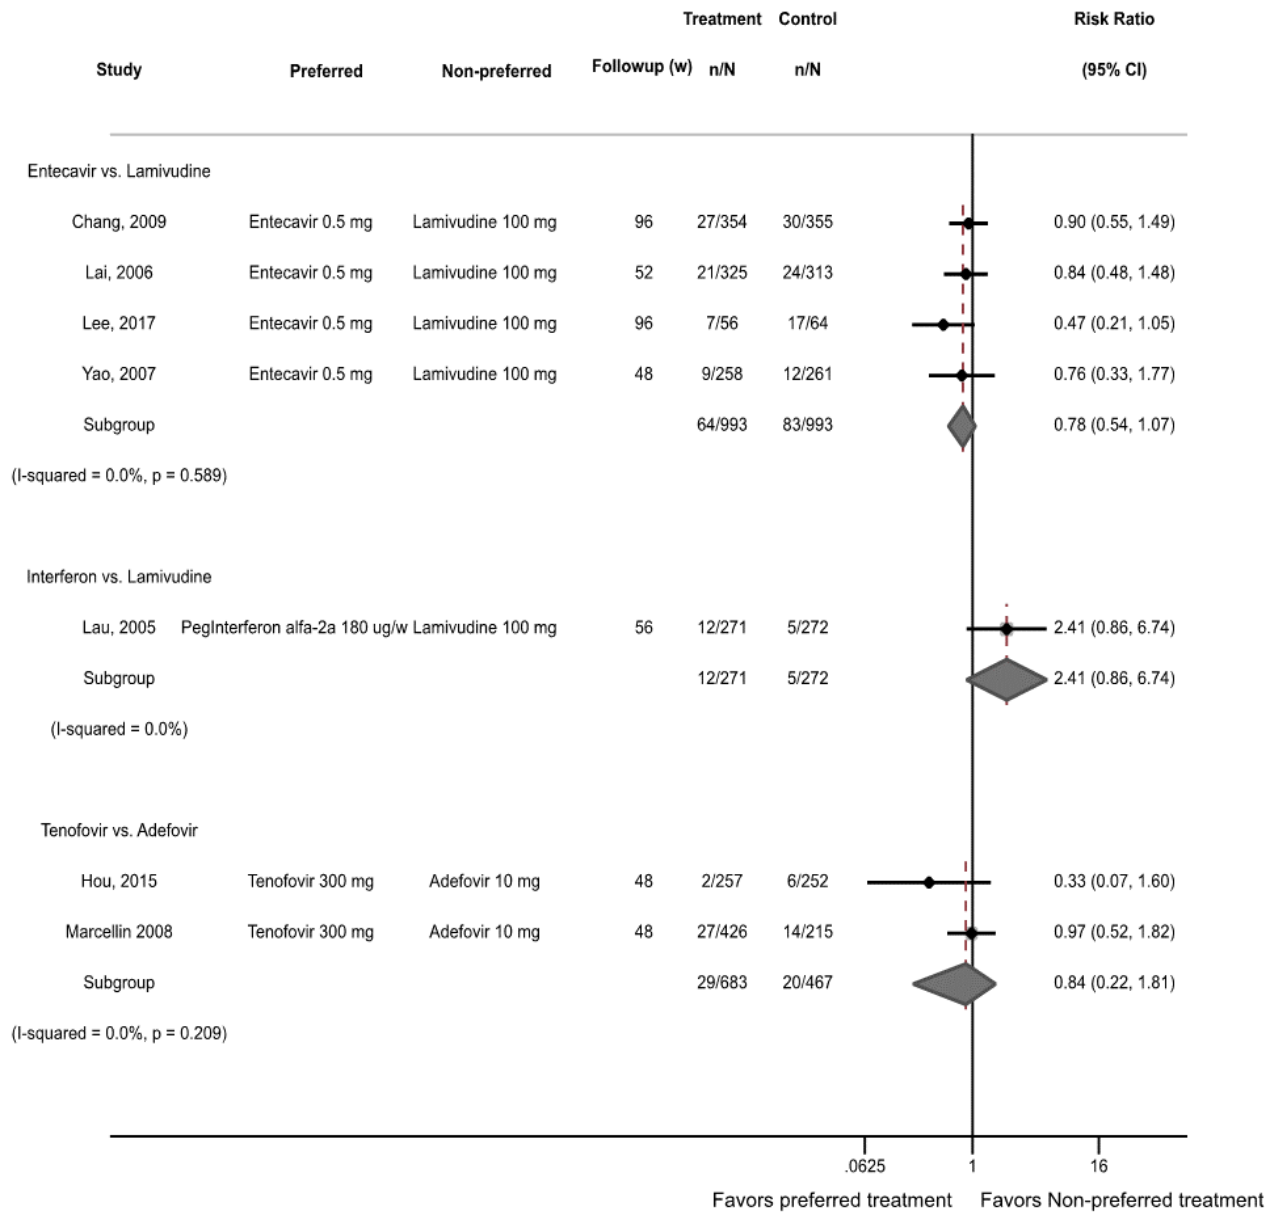 Treatment Control Risk Ratio
Study Preferred Non-preferred Followup (w) n/N n/N (95% CI)
Entecavir vs. Lamivudine
Chang, 2009 Entecavir 0.5 mg Lamivudine 100 mg 96 27/354 30/355 0.90 (0.55, 1.49)
Lai, 2006 Entecavir 0.5 mg Lamivudine 100 mg 52 21/325 24/313 0.84 (0.48, 1.48)
Lee, 2017 Entecavir 0.5 mg Lamivudine 100 mg 96 7/56 17/64 0.47 (0.21, 1.05)
Yao, 2007 Entecavir 0.5 mg Lamivudine 100 mg 48 9/258 12/261 0.76 (0.33, 1.77)
Subgroup 64/993 83/993 0.78 (0.54, 1.07)
(I-squared = 0.0%, p = 0.589)
Interferon vs. Lamivudine
Lau, 2005 PegInterferon alfa-2a 180 ug/w Lamivudine 100 mg 56 12/271 5/272 2.41 (0.86, 6.74)
Subgroup 12/271 5/272 2.41 (0.86, 6.74)
(I-squared = 0.0%)
Tenofovir vs. Adefovir
Hou, 2015 Tenofovir 300 mg Adefovir 10 mg 48 2/257 6/252 0.33 (0.07, 1.60)
Marcellin 2008 Tenofovir 300 mg Adefovir 10 mg 48 27/426 14/215 0.97 (0.52, 1.82)
Subgroup 29/683 20/467 0.84 (0.22, 1.81)
(I-squared = 0.0%, p = 0.209)
.0625 1 16
Favors preferred treatment Favors Non-preferred treatment